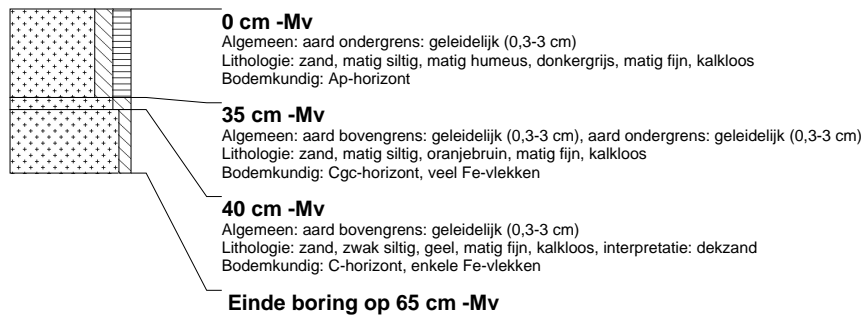 0 cm -Mv
Algemeen: aard ondergrens: geleidelijk (0,3-3 cm)
Lithologie: zand, matig siltig, matig humeus, donkergrijs, matig fijn, kalkloos
Bodemkundig: Ap-horizont
35 cm -Mv
Algemeen: aard bovengrens: geleidelijk (0,3-3 cm), aard ondergrens: geleidelijk (0,3-3 cm)
Lithologie: zand, matig siltig, oranjebruin, matig fijn, kalkloos
Bodemkundig: Cgc-horizont, veel Fe-vlekken
40 cm -Mv
Algemeen: aard bovengrens: geleidelijk (0,3-3 cm)
Lithologie: zand, zwak siltig, geel, matig fijn, kalkloos, interpretatie: dekzand
Bodemkundig: C-horizont, enkele Fe-vlekken
Einde boring op 65 cm -Mv